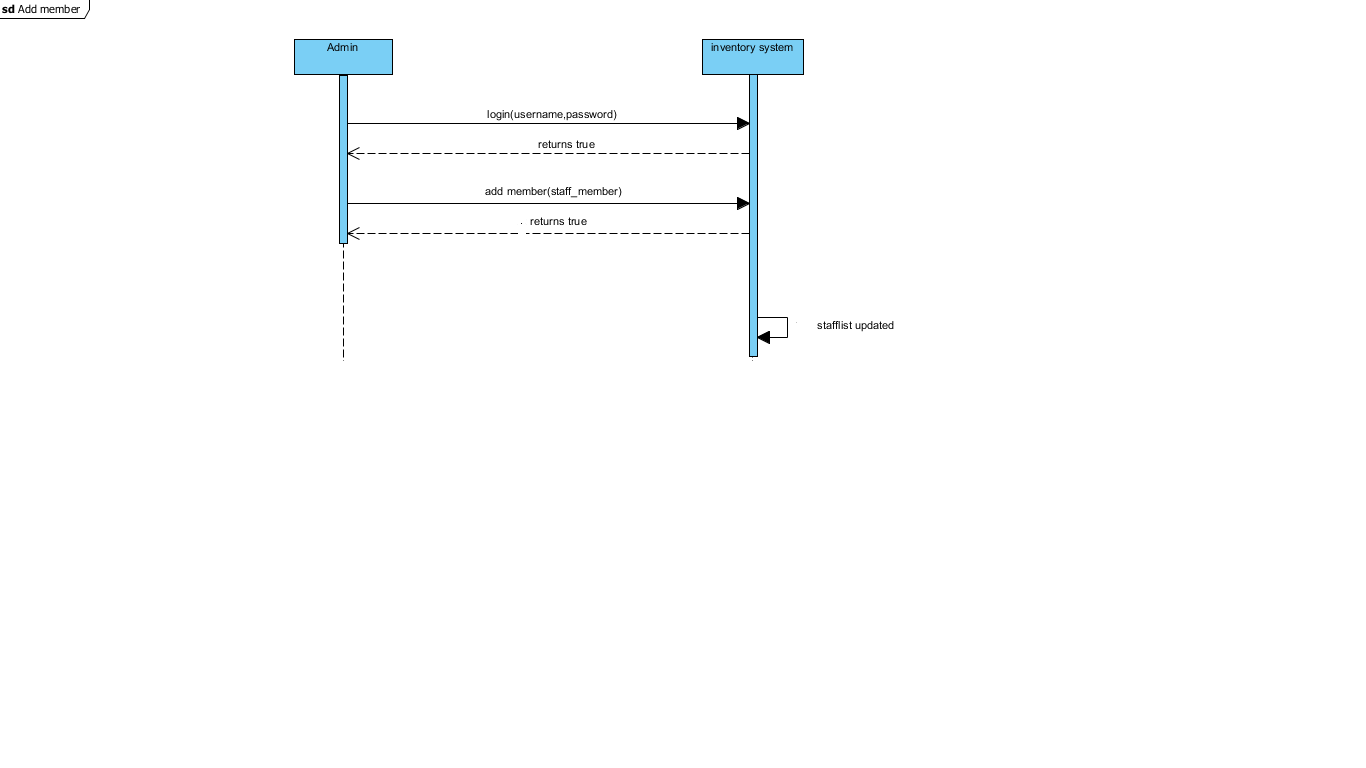 sd Add member
Admin
inventory system
login(username,password)
returns true
add member(staff_member)
returns true
stafflist updated